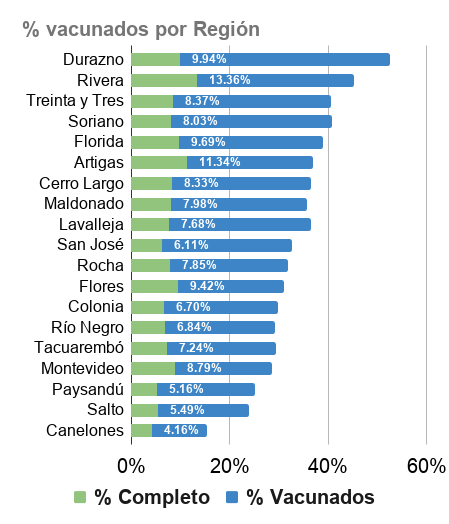 % vacunados por Región
Durazno 9.94%
Rivera 13.36%
Treinta y Tres 8.37%
Soriano 8.03%
Florida 9.69%
Artigas 11.34%
Cerro Largo 8.33%
Maldonado 7.98%
Lavalleja 7.68%
San José 6.11%
Rocha 7.85%
Flores 9.42%
Colonia 6.70%
Río Negro 6.84%
Tacuarembó 7.24%
Montevideo 8.79%
Paysandú 5.16%
Salto 5.49%
Canelones 4.16%
0% 20% 40% 60%
% Completo % Vacunados